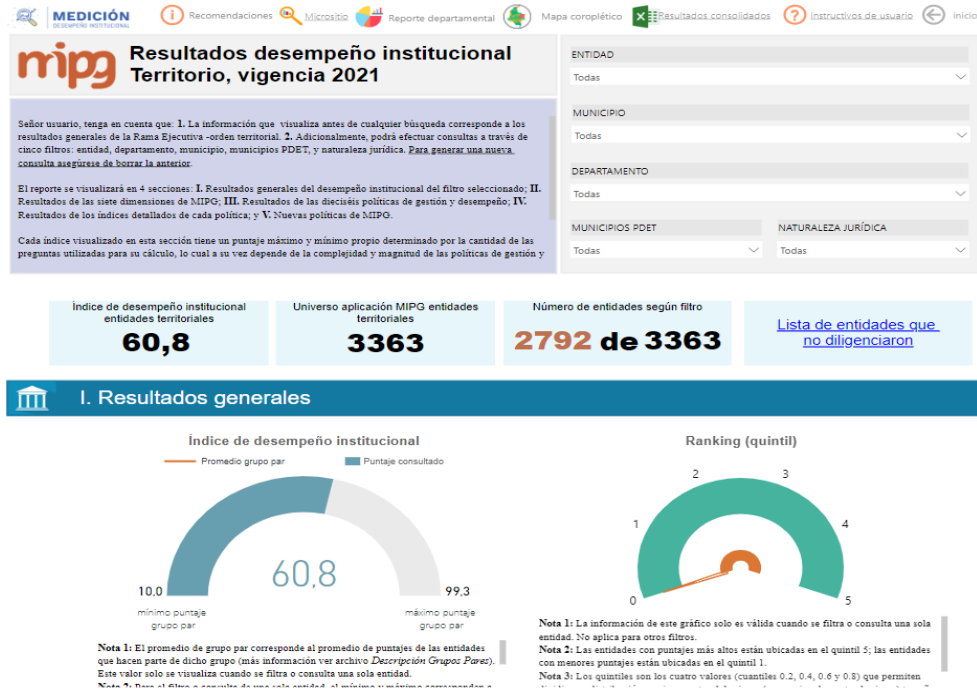 MEDICIÓN
DESEMPEÑO INSTITUCIONAL
Recomendaciones
Micrositio
Reporte departamental
Mapa coroplético
Resultados consolidados
Instructivos de usuario
inicio
mipg
Resultados desempeño institucional
Territorio, vigencia 2021
Señor usuario, tenga en cuenta que: 1. La información que visualiza antes de cualquier búsqueda corresponde a los
resultados generales de la Rama Ejecutiva -orden territorial. 2. Adicionalmente, podrá efectuar consultas a través de
cinco filtros: entidad, departamento, municipio, municipios PDET, y naturaleza jurídica. Para generar una nueva
consulta asegúrese de borrar la anterior.
El reporte se visualizará en 4 secciones: I. Resultados generales del desempeño institucional del filtro seleccionado; II.
Resultados de las siete dimensiones de MIPG; III. Resultados de las dieciséis políticas de gestión y desempeño; IV.
Resultados de los índices detallados de cada política; y V. Nuevas políticas de MIPG.
Cada índice visualizado en esta sección tiene un puntaje máximo y mínimo propio determinado por la cantidad de las
preguntas utilizadas para su cálculo, lo cual a su vez depende de la complejidad y magnitud de las políticas de gestión y
ENTIDAD
Todas
MUNICIPIO
Todas
DEPARTAMENTO
Todas
MUNICIPIOS PDET
Todas
NATURALEZA JURÍDICA
Todas
Índice de desempeño institucional
entidades territoriales
60,8
Universo aplicación MIPG entidades
territoriales
3363
Número de entidades según filtro
2792 de 3363
Lista de entidades que
no diligenciaron
I. Resultados generales
Índice de desempeño institucional
Promedio grupo par
Puntaje consultado
60,8
10,0
99,3
mínimo puntaje
grupo par
máximo puntaje
grupo par
Nota 1: El promedio de grupo par corresponde al promedio de puntajes de las entidades
que hacen parte de dicho grupo (más información ver archivo Descripción Grupos Pares).
Este valor solo se visualiza cuando se filtra o consulta una sola entidad.
Nota 2: Para el filtro o consulta de una sola entidad, el mínimo y máximo corresponden a
Ranking (quintil)
2
3
1
4
0
5
Nota 1: La información de este gráfico solo es válida cuando se filtra o consulta una sola
entidad. No aplica para otros filtros.
Nota 2: Las entidades con puntajes más altos están ubicadas en el quintil 5; las entidades
con menores puntajes están ubicadas en el quintil 1.
Nota 3: Los quintiles son los cuatro valores (cuantiles 0.2, 0.4, 0.6 y 0.8) que permiten